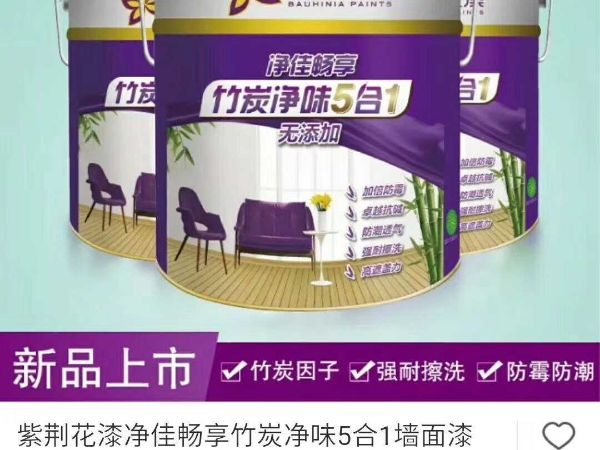 BAUHINIA PAINTS
净佳畅享
竹炭净味5合1
无添加
加倍防霉
卓越抗碱
防潮透气
强耐擦洗
高遮盖力
新品上市
竹炭因子
强耐擦洗
防霉防潮
紫荆花漆净佳畅享竹炭净味5合1墙面漆